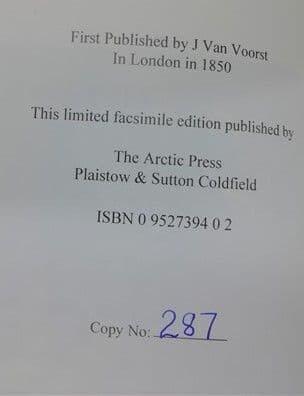 First Published by J Van Voorst
In London in 1850
This limited facsimile edition published by
The Arctic Press
Plaistow & Sutton Coldfield
ISBN 0 9527394 0 2
Copy No: 287